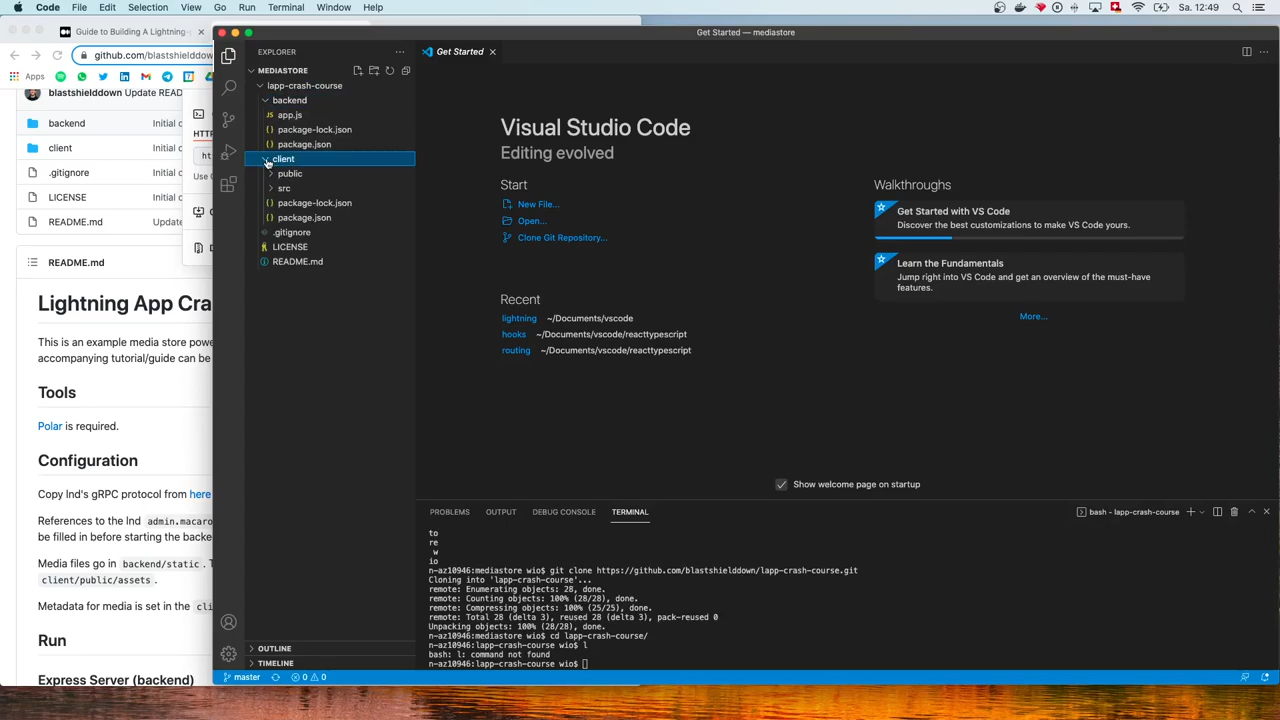 Code File Edit Selection View Go Run Terminal Window Help
Sa. 12:49
Guide to Building A Lightning-
github.com/blastshielddow
Apps
blastshielddown Update READ
backend Initial c
client Initial c
.gitignore Initial c
LICENSE Initial c
README.md Update
HTT
ht
Use G
README.md
Lightning App Cra
This is an example media store powe
accompanying tutorial/guide can be
Tools
Polar is required.
Configuration
Copy lnd's gRPC protocol from here
References to the lnd admin.macaro
be filled in before starting the backe
Media files go in backend/static. T
client/public/assets.
Metadata for media is set in the cli
Run
Express Server (backend)
Get Started — mediastore
EXPLORER
MEDIASTORE
lapp-crash-course
backend
JS app.js
{} package-lock.json
{} package.json
client
public
src
{} package-lock.json
{} package.json
.gitignore
LICENSE
README.md
OUTLINE
TIMELINE
Get Started
Visual Studio Code
Editing evolved
Start
New File...
Open...
Clone Git Repository...
Recent
lightning ~/Documents/vscode
hooks ~/Documents/vscode/reacttypescript
routing ~/Documents/vscode/reacttypescript
Walkthroughs
Get Started with VS Code
Discover the best customizations to make VS Code yours.
Learn the Fundamentals
Jump right into VS Code and get an overview of the must-have
features.
More...
Show welcome page on startup
PROBLEMS OUTPUT DEBUG CONSOLE TERMINAL
bash - lapp-crash-course
to
re
w
io
n-az10946:mediastore wio$ git clone https://github.com/blastshielddown/lapp-crash-course.git
Cloning into 'lapp-crash-course'...
remote: Enumerating objects: 28, done.
remote: Counting objects: 100% (28/28), done.
remote: Compressing objects: 100% (25/25), done.
remote: Total 28 (delta 3), reused 28 (delta 3), pack-reused 0
Unpacking objects: 100% (28/28), done.
n-az10946:mediastore wio$ cd lapp-crash-course/
n-az10946:lapp-crash-course wio$ l
bash: l: command not found
n-az10946:lapp-crash-course wio$
master 0 0